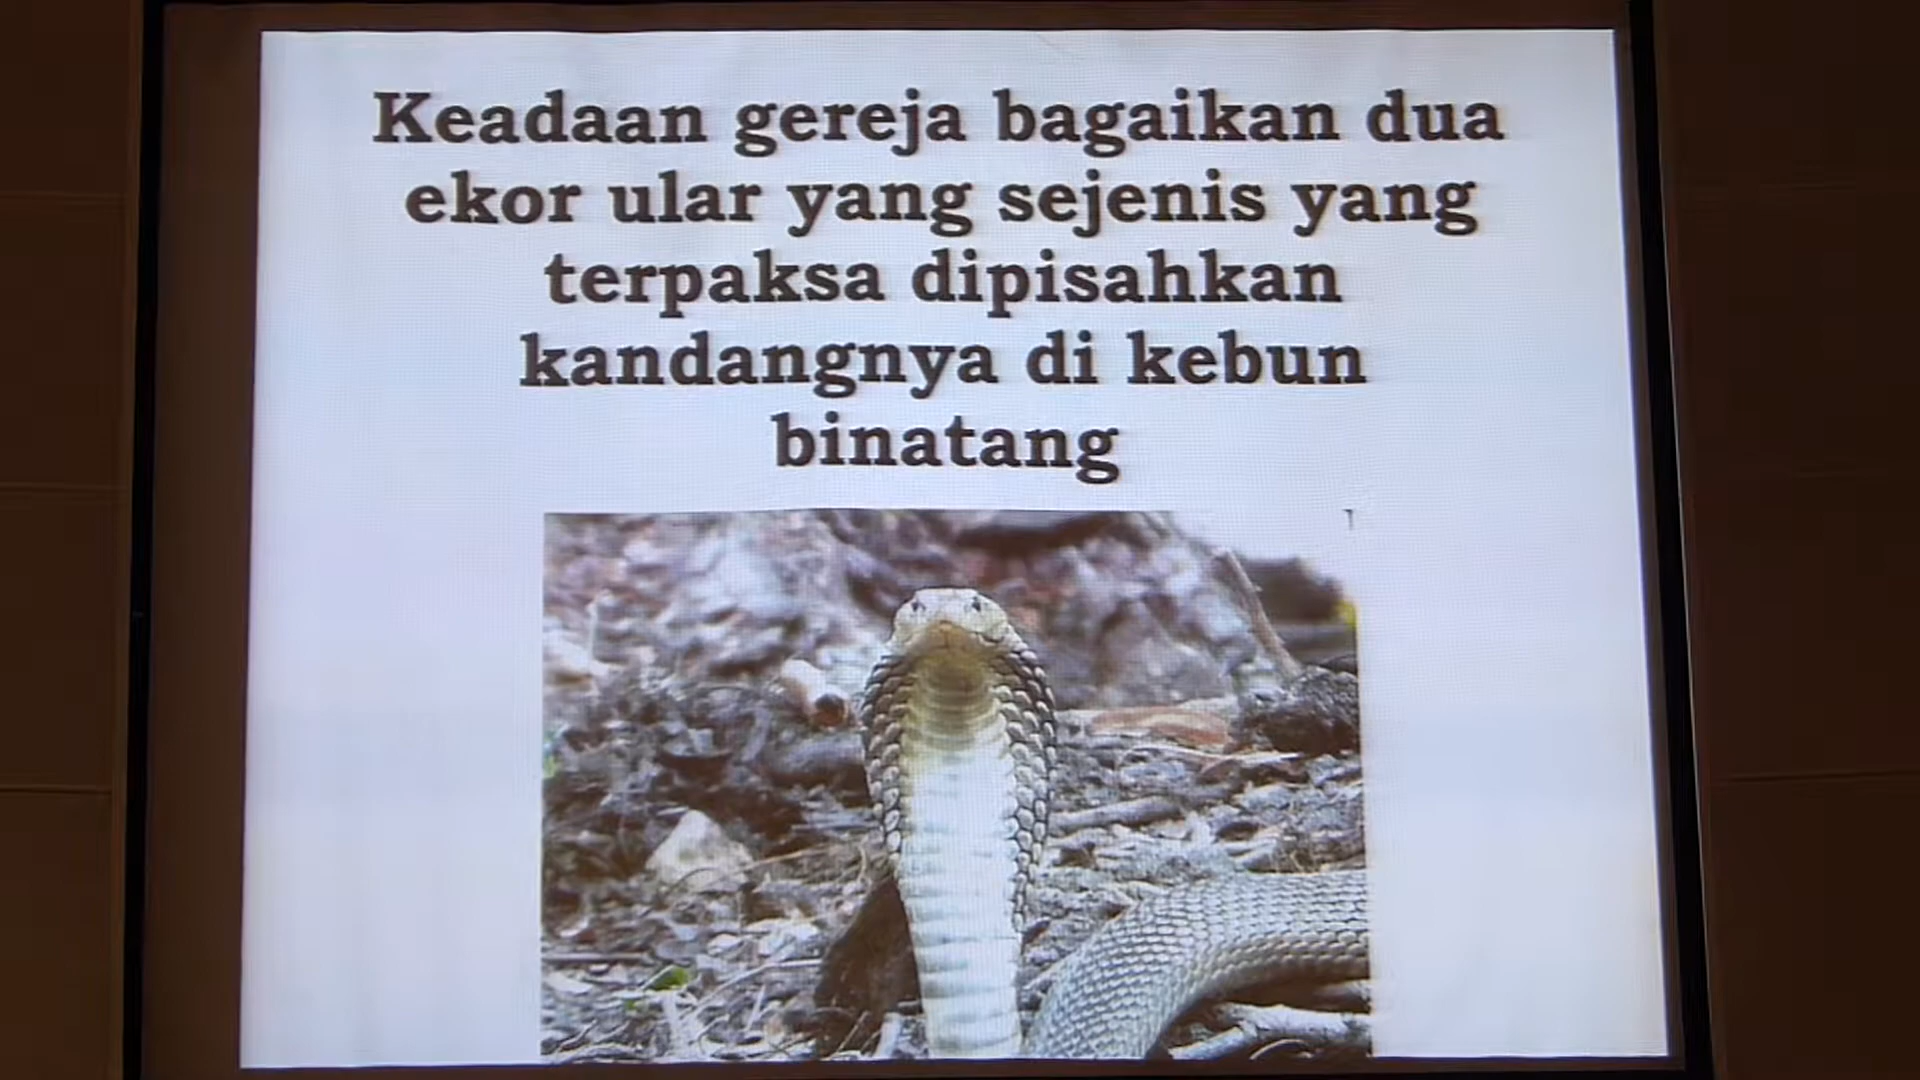 Keadaan gereja bagaikan dua
ekor ular yang sejenis yang
terpaksa dipisahkan
kandangnya di kebun
binatang